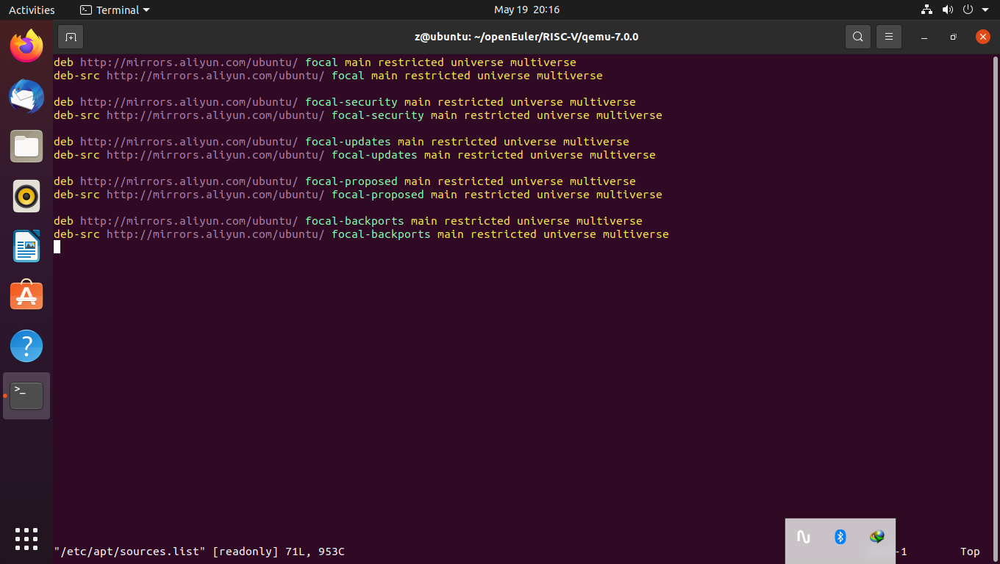 Activities
Terminal
May 19 20:16
z@ubuntu: ~/openEuler/RISC-V/qemu-7.0.0
deb http://mirrors.aliyun.com/ubuntu/ focal main restricted universe multiverse
deb-src http://mirrors.aliyun.com/ubuntu/ focal main restricted universe multiverse
deb http://mirrors.aliyun.com/ubuntu/ focal-security main restricted universe multiverse
deb-src http://mirrors.aliyun.com/ubuntu/ focal-security main restricted universe multiverse
deb http://mirrors.aliyun.com/ubuntu/ focal-updates main restricted universe multiverse
deb-src http://mirrors.aliyun.com/ubuntu/ focal-updates main restricted universe multiverse
deb http://mirrors.aliyun.com/ubuntu/ focal-proposed main restricted universe multiverse
deb-src http://mirrors.aliyun.com/ubuntu/ focal-proposed main restricted universe multiverse
deb http://mirrors.aliyun.com/ubuntu/ focal-backports main restricted universe multiverse
deb-src http://mirrors.aliyun.com/ubuntu/ focal-backports main restricted universe multiverse
"/etc/apt/sources.list" [readonly] 71L, 953C
-1
Top